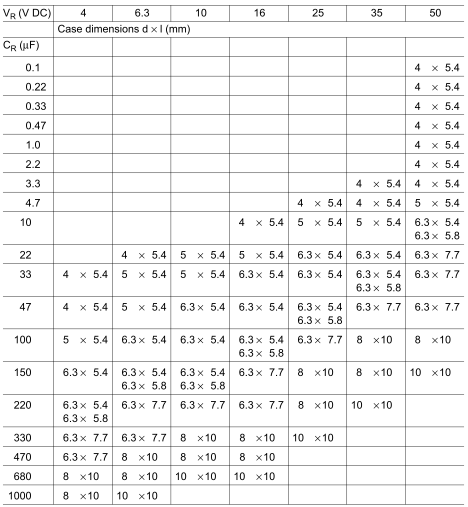 V_R (V DC) 4 6.3 10 16 25 35 50
Case dimensions d × l (mm)
C_R (μF)
0.1 4 × 5.4
0.22 4 × 5.4
0.33 4 × 5.4
0.47 4 × 5.4
1.0 4 × 5.4
2.2 4 × 5.4
3.3 4 × 5.4 4 × 5.4
4.7 4 × 5.4 4 × 5.4 5 × 5.4
10 4 × 5.4 5 × 5.4 5 × 5.4 6.3 × 5.4
6.3 × 5.8
22 4 × 5.4 5 × 5.4 5 × 5.4 6.3 × 5.4 6.3 × 5.4 6.3 × 7.7
33 4 × 5.4 5 × 5.4 5 × 5.4 6.3 × 5.4 6.3 × 5.4 6.3 × 5.4 6.3 × 7.7
6.3 × 5.8
47 4 × 5.4 5 × 5.4 6.3 × 5.4 6.3 × 5.4 6.3 × 5.4 6.3 × 7.7 6.3 × 7.7
6.3 × 5.8
100 5 × 5.4 6.3 × 5.4 6.3 × 5.4 6.3 × 5.4 6.3 × 7.7 8 ×10 8 ×10
6.3 × 5.8
150 6.3 × 5.4 6.3 × 5.4 6.3 × 5.4 6.3 × 7.7 8 ×10 8 ×10 10 ×10
6.3 × 5.8 6.3 × 5.8
220 6.3 × 5.4 6.3 × 7.7 6.3 × 7.7 6.3 × 7.7 8 ×10 10 ×10
6.3 × 5.8
330 6.3 × 7.7 6.3 × 7.7 8 ×10 8 ×10 10 ×10
470 6.3 × 7.7 8 ×10 8 ×10 8 ×10
680 8 ×10 8 ×10 10 ×10 10 ×10
1000 8 ×10 10 ×10